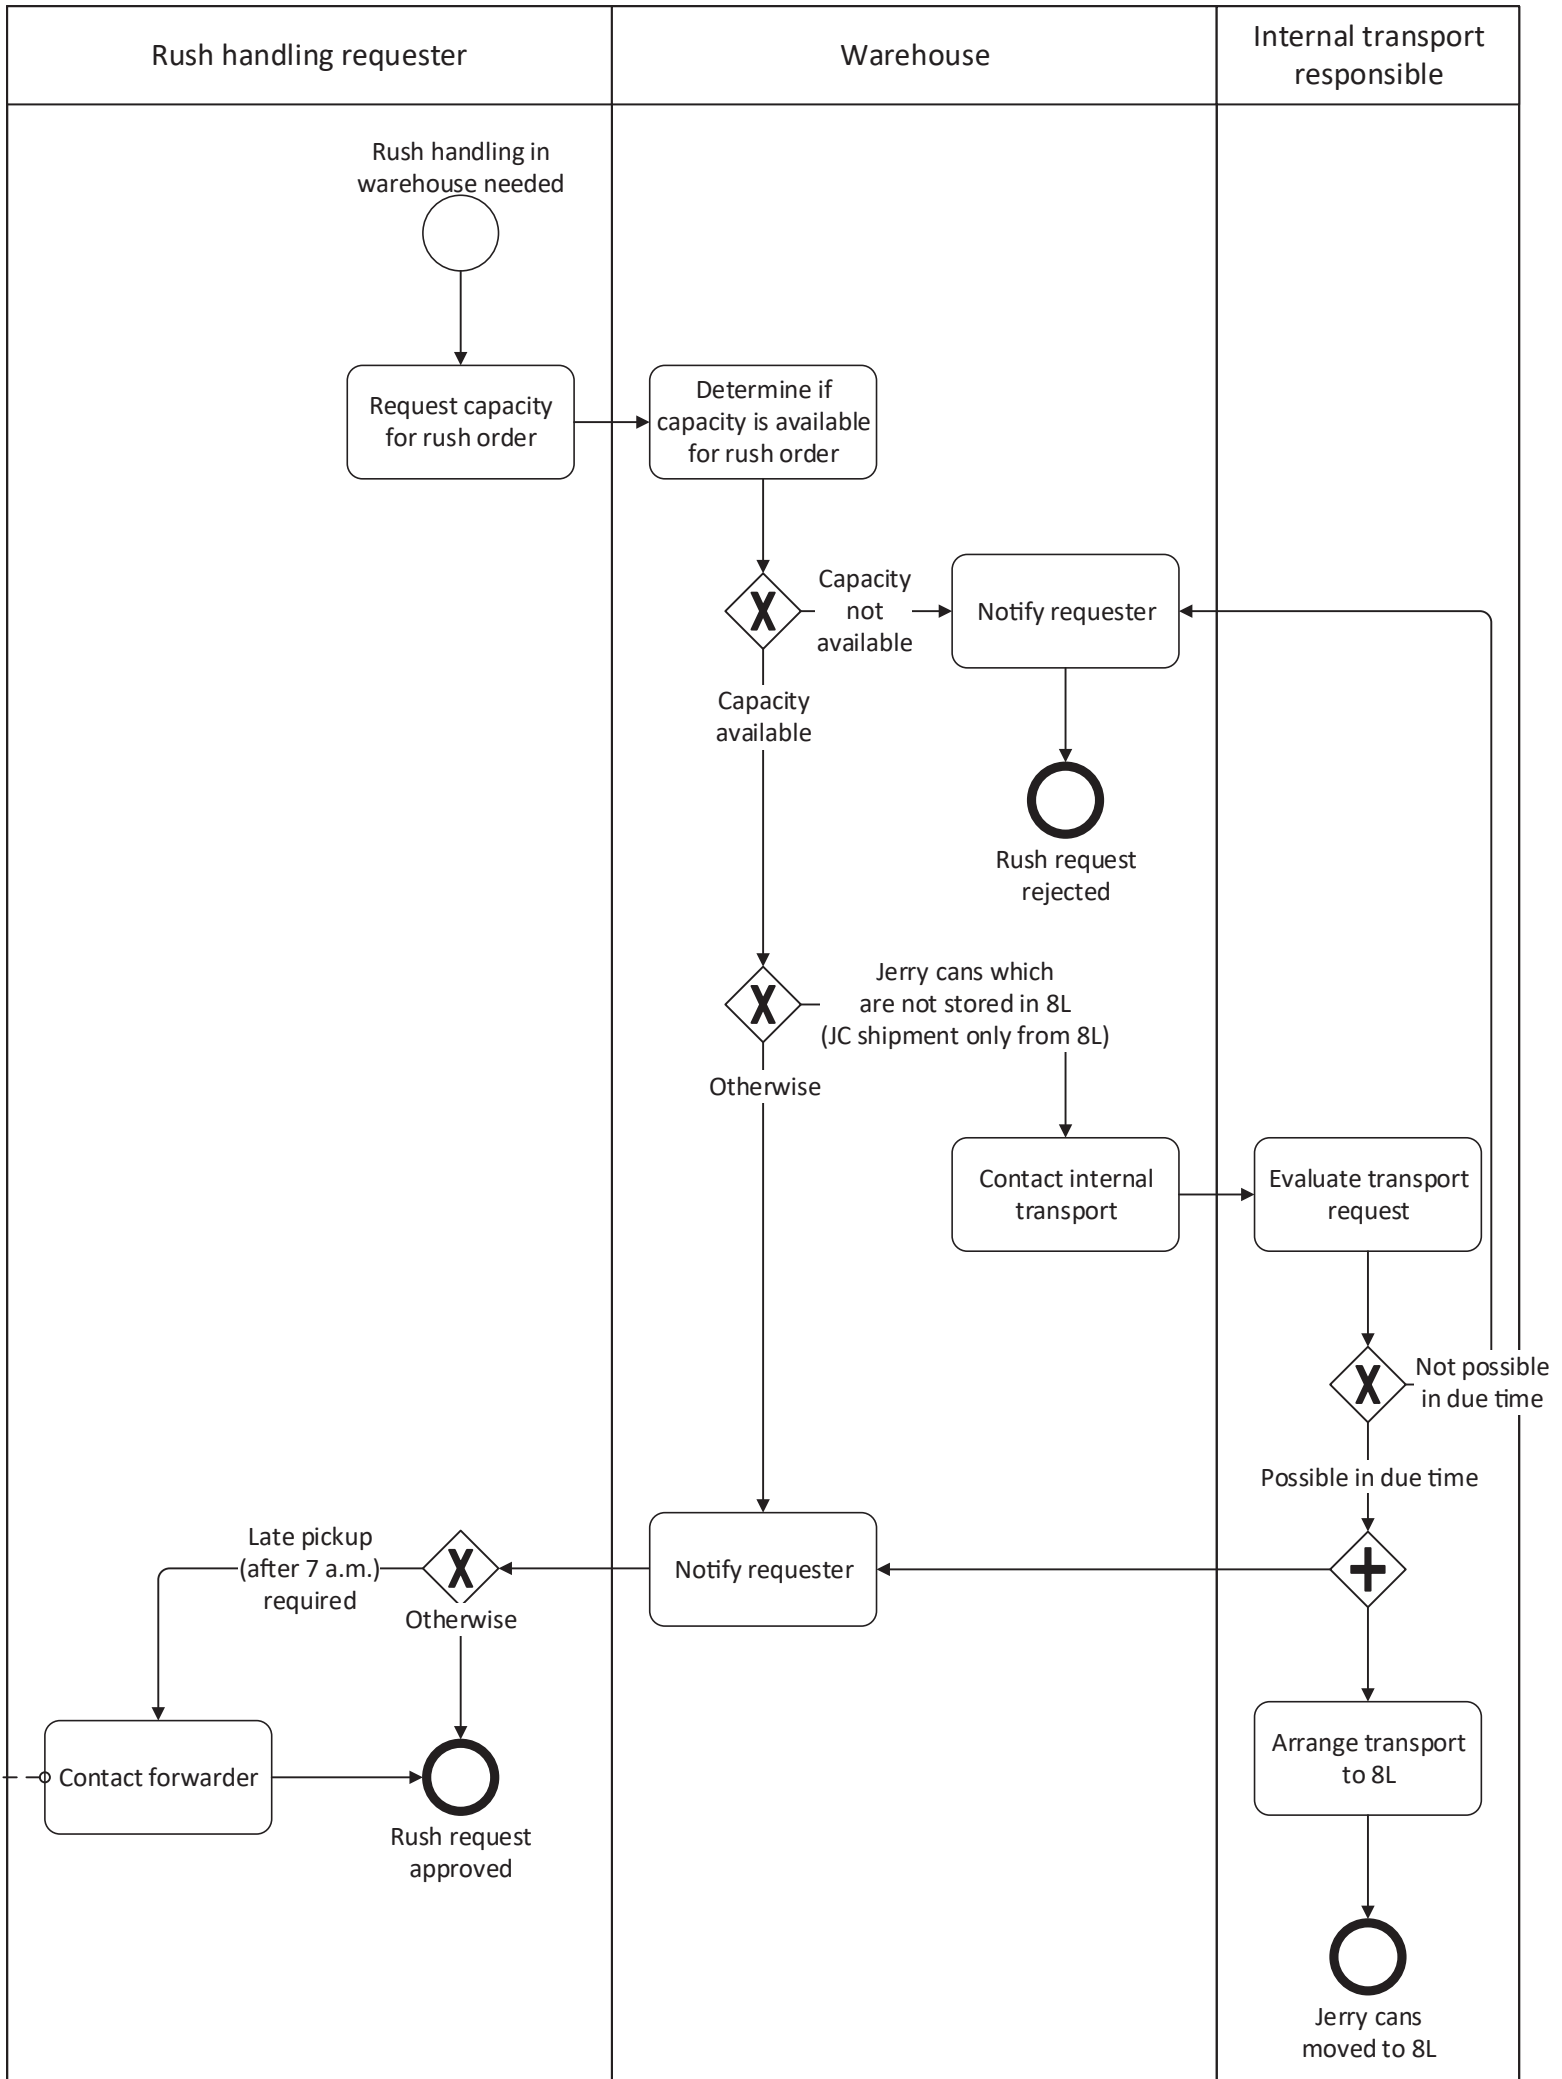 Rush handling requester
Warehouse
Internal transport
responsible
Rush handling in
warehouse needed
Request capacity
for rush order
Determine if
capacity is available
for rush order
X
Capacity
not
available
Notify requester
Capacity
available
Rush request
rejected
X
Jerry cans which
are not stored in 8L
(JC shipment only from 8L)
Otherwise
Contact internal
transport
Evaluate transport
request
X
Not possible
in due time
Possible in due time
Late pickup
(after 7 a.m.)
required
X
Otherwise
Notify requester
+
Contact forwarder
Rush request
approved
Arrange transport
to 8L
Jerry cans
moved to 8L